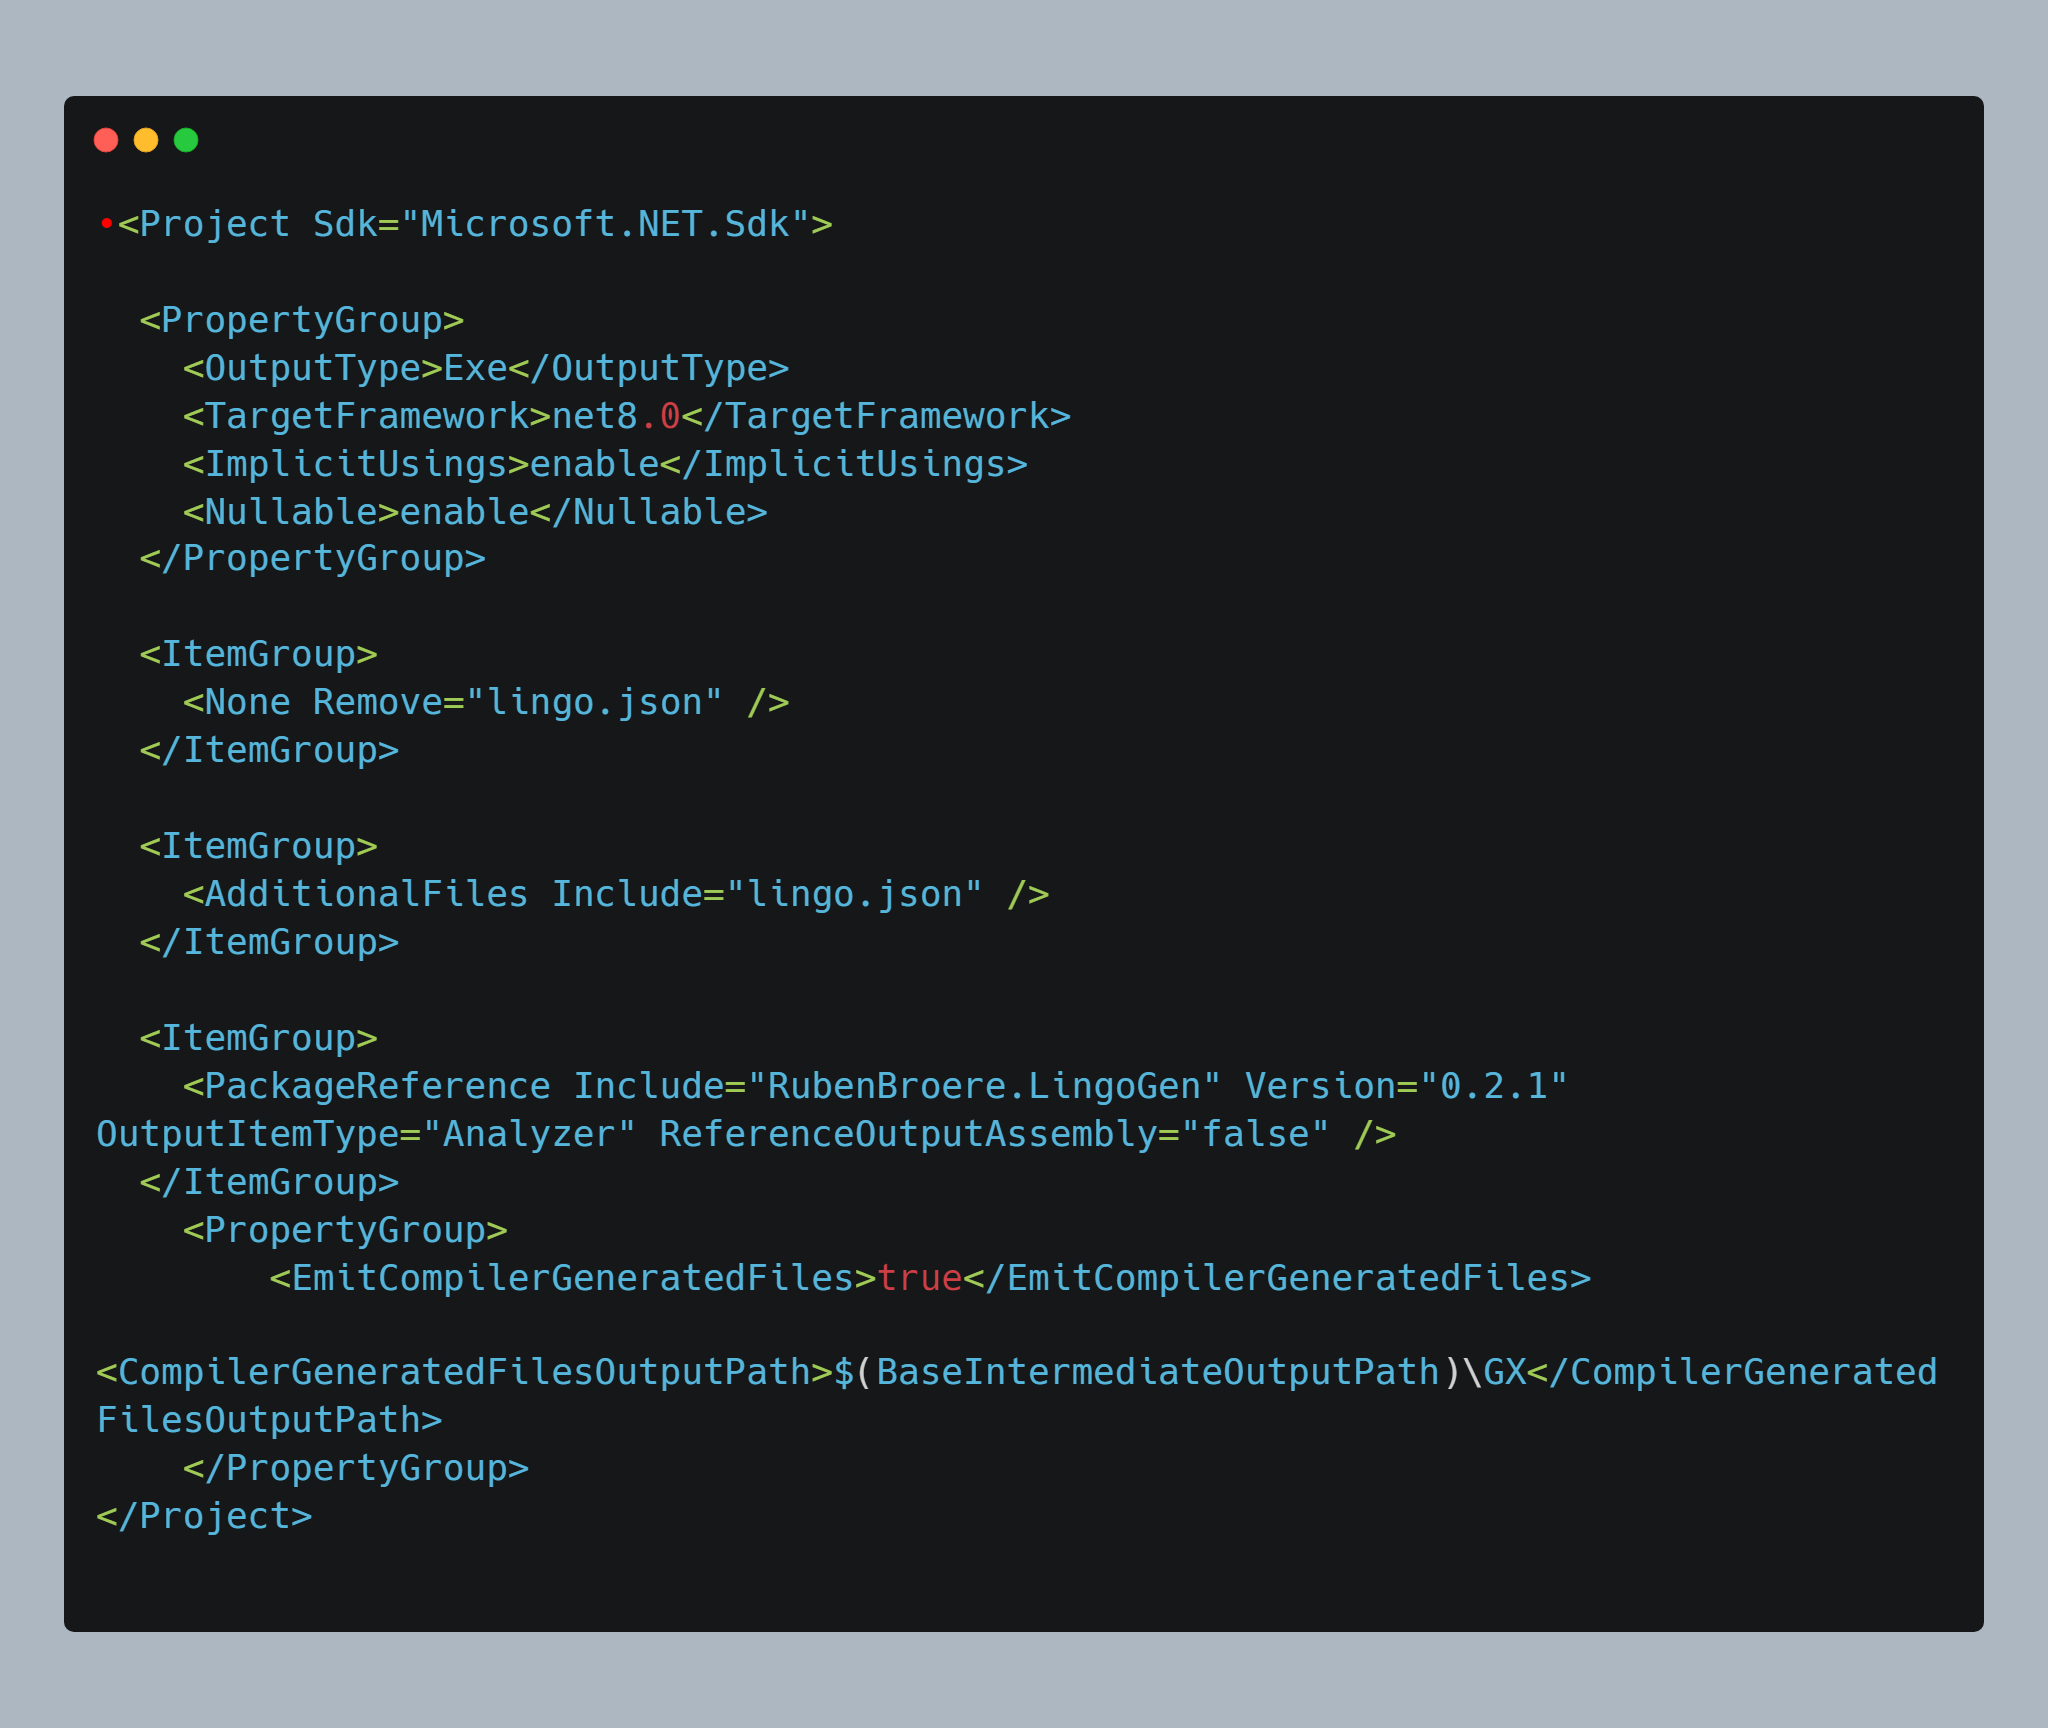 •<Project Sdk="Microsoft.NET.Sdk">
  <PropertyGroup>
    <OutputType>Exe</OutputType>
    <TargetFramework>net8.0</TargetFramework>
    <ImplicitUsings>enable</ImplicitUsings>
    <Nullable>enable</Nullable>
  </PropertyGroup>
  <ItemGroup>
    <None Remove="lingo.json" />
  </ItemGroup>
  <ItemGroup>
    <AdditionalFiles Include="lingo.json" />
  </ItemGroup>
  <ItemGroup>
    <PackageReference Include="RubenBroere.LingoGen" Version="0.2.1"
OutputItemType="Analyzer" ReferenceOutputAssembly="false" />
  </ItemGroup>
    <PropertyGroup>
        <EmitCompilerGeneratedFiles>true</EmitCompilerGeneratedFiles>
<CompilerGeneratedFilesOutputPath>$(BaseIntermediateOutputPath)\GX</CompilerGenerated
FilesOutputPath>
    </PropertyGroup>
</Project>